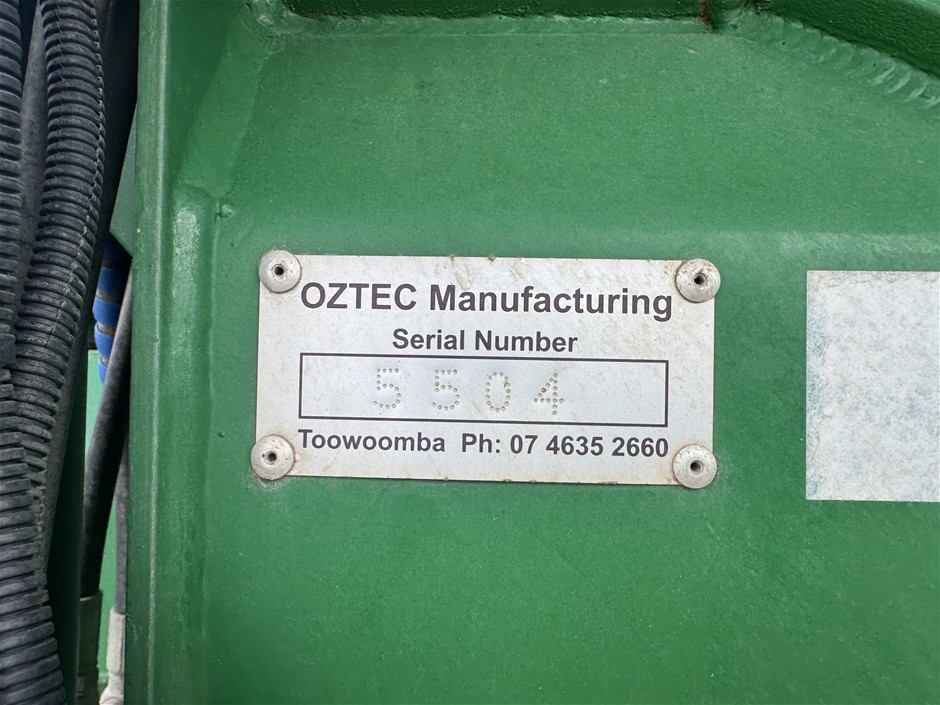 OZTEC Manufacturing
Serial Number
5504
Toowoomba Ph: 07 4635 2660